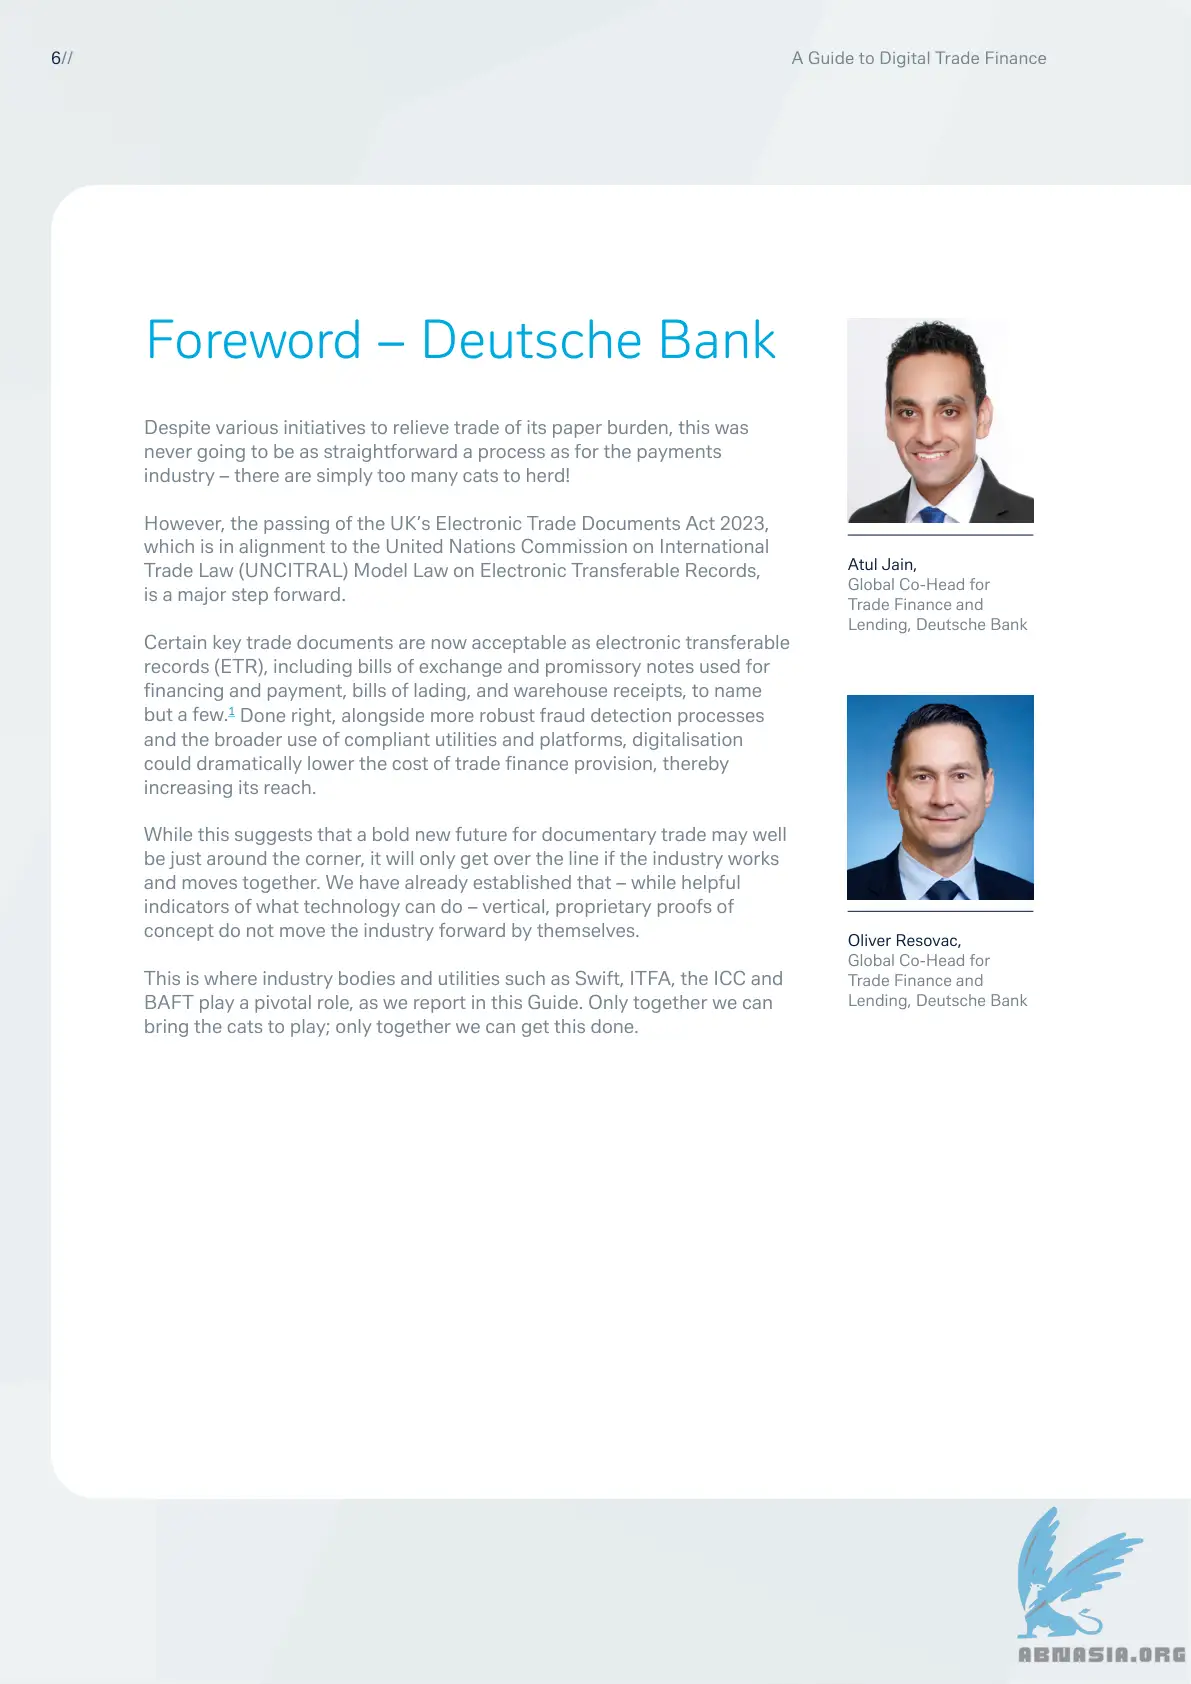 6//
A Guide to Digital Trade Finance
Foreword – Deutsche Bank
Despite various initiatives to relieve trade of its paper burden, this was
never going to be as straightforward a process as for the payments
industry – there are simply too many cats to herd!
However, the passing of the UK’s Electronic Trade Documents Act 2023,
which is in alignment to the United Nations Commission on International
Trade Law (UNCITRAL) Model Law on Electronic Transferable Records,
is a major step forward.
Certain key trade documents are now acceptable as electronic transferable
records (ETR), including bills of exchange and promissory notes used for
financing and payment, bills of lading, and warehouse receipts, to name
but a few.1 Done right, alongside more robust fraud detection processes
and the broader use of compliant utilities and platforms, digitalisation
could dramatically lower the cost of trade finance provision, thereby
increasing its reach.
While this suggests that a bold new future for documentary trade may well
be just around the corner, it will only get over the line if the industry works
and moves together. We have already established that – while helpful
indicators of what technology can do – vertical, proprietary proofs of
concept do not move the industry forward by themselves.
This is where industry bodies and utilities such as Swift, ITFA, the ICC and
BAFT play a pivotal role, as we report in this Guide. Only together we can
bring the cats to play; only together we can get this done.
Atul Jain,
Global Co-Head for
Trade Finance and
Lending, Deutsche Bank
Oliver Resovac,
Global Co-Head for
Trade Finance and
Lending, Deutsche Bank
ABNASIA.ORG